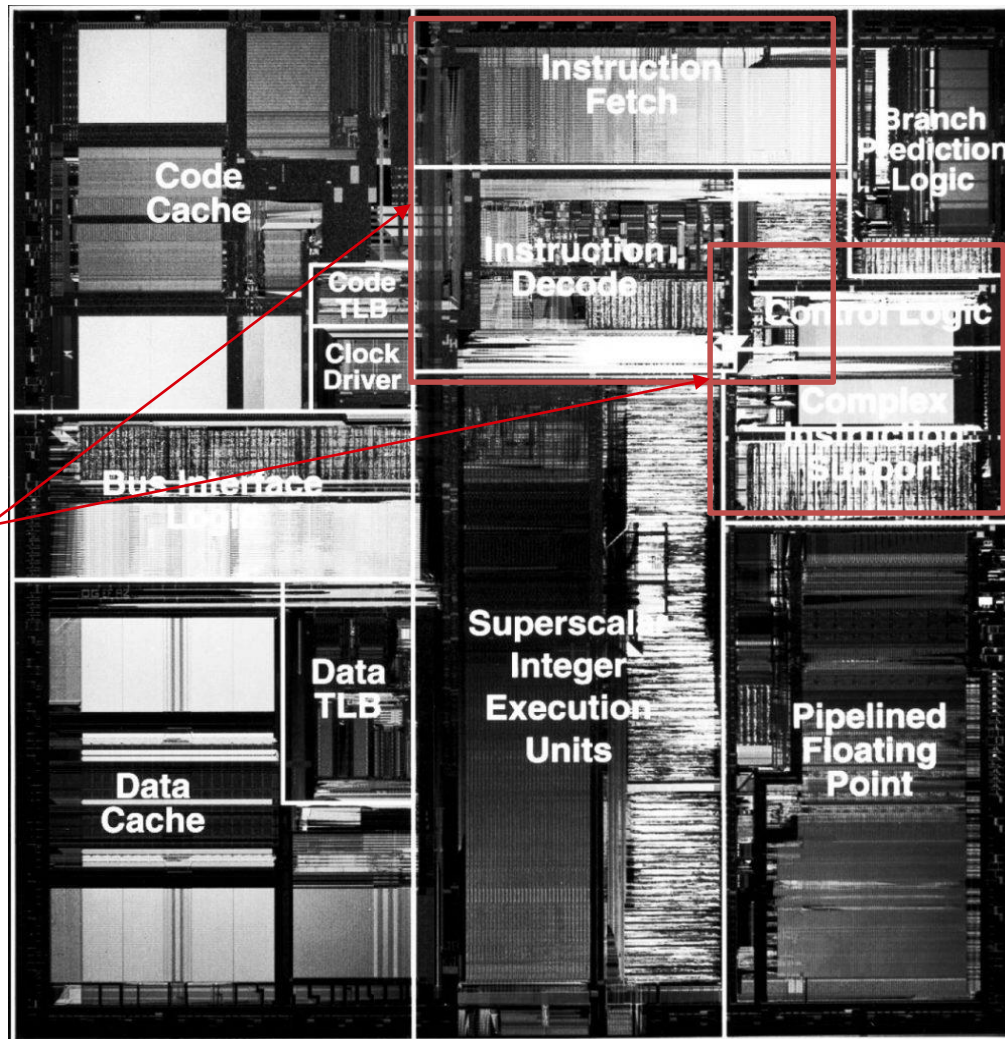 Instruction
Fetch
Branch
Prediction
Logic
Code
Cache
Instruction
Decode
Code
TLB
Control Logic
Clock
Driver
Complex
Instruction
Support
Bus Interface
Logic
Superscalar
Integer
Execution
Units
Data
TLB
Pipelined
Floating
Point
Data
Cache